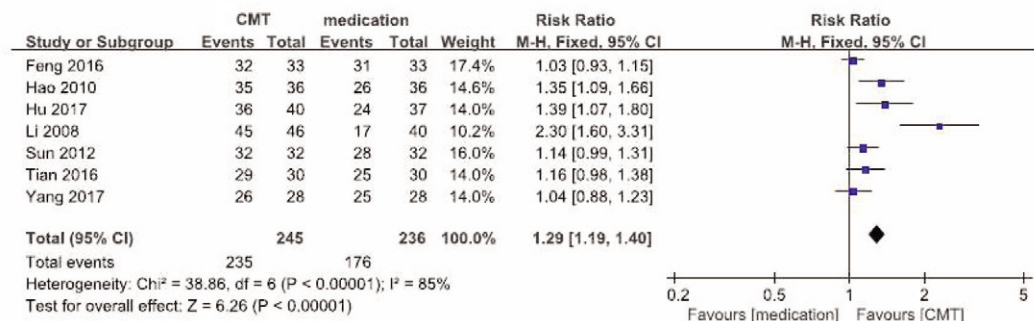 CMT medication Risk Ratio Risk Ratio
Study or Subgroup Events Total Events Total Weight M-H, Fixed, 95% CI M-H, Fixed, 95% CI
Feng 2016 32 33 31 33 17.4% 1.03 [0.93, 1.15]
Hao 2010 35 36 26 36 14.6% 1.35 [1.09, 1.66]
Hu 2017 36 40 24 37 14.0% 1.39 [1.07, 1.80]
Li 2008 45 46 17 40 10.2% 2.30 [1.60, 3.31]
Sun 2012 32 32 28 32 16.0% 1.14 [0.99, 1.31]
Tian 2016 29 30 25 30 14.0% 1.16 [0.98, 1.38]
Yang 2017 26 28 25 28 14.0% 1.04 [0.88, 1.23]
Total (95% CI) 245 236 100.0% 1.29 [1.19, 1.40]
Total events 235 176
Heterogeneity: Chi² = 38.86, df = 6 (P < 0.00001); I² = 85%
Test for overall effect: Z = 6.26 (P < 0.00001)
0.2 0.5 1 2 5
Favours [medication] Favours [CMT]